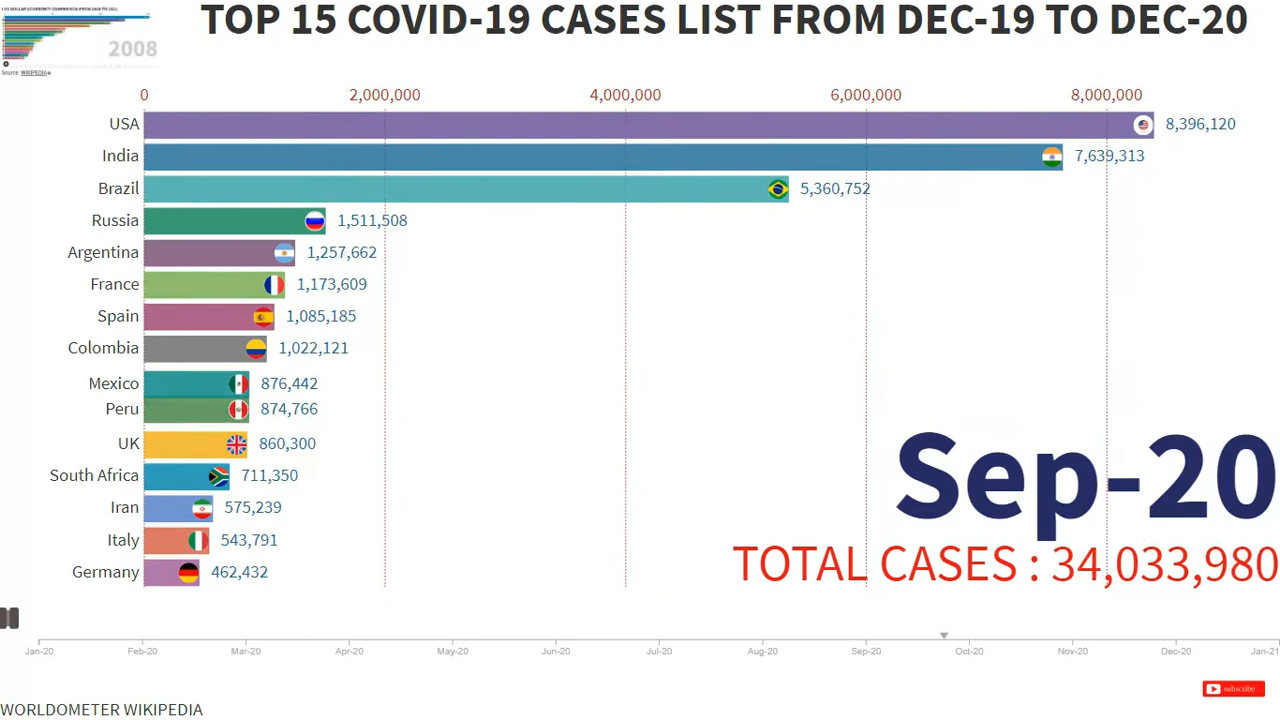 TOP 15 COVID-19 CASES LIST FROM DEC-19 TO DEC-20
2008
Source: WIKIPEDIA
0 2,000,000 4,000,000 6,000,000 8,000,000
USA 8,396,120
India 7,639,313
Brazil 5,360,752
Russia 1,511,508
Argentina 1,257,662
France 1,173,609
Spain 1,085,185
Colombia 1,022,121
Mexico 876,442
Peru 874,766
UK 860,300
South Africa 711,350
Iran 575,239
Italy 543,791
Germany 462,432
Sep-20
TOTAL CASES : 34,033,980
Jan-20 Feb-20 Mar-20 Apr-20 May-20 Jun-20 Jul-20 Aug-20 Sep-20 Oct-20 Nov-20 Dec-20 Jan-21
subscribe
WORLDOMETER WIKIPEDIA